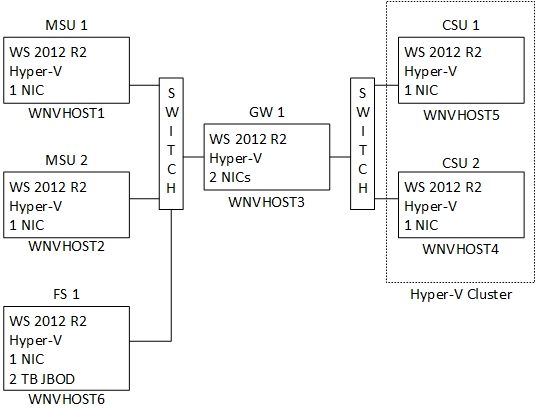 MSU 1
WS 2012 R2
Hyper-V
1 NIC
WNVHOST1
MSU 2
WS 2012 R2
Hyper-V
1 NIC
WNVHOST2
FS 1
WS 2012 R2
Hyper-V
1 NIC
2 TB JBOD
WNVHOST6
SWITCH
GW 1
WS 2012 R2
Hyper-V
2 NICs
WNVHOST3
SWITCH
CSU 1
WS 2012 R2
Hyper-V
1 NIC
WNVHOST5
CSU 2
WS 2012 R2
Hyper-V
1 NIC
WNVHOST4
Hyper-V Cluster